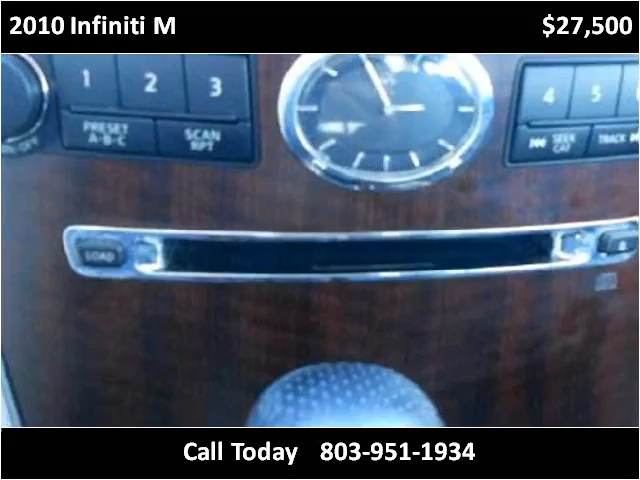 2010 Infiniti M $27,500
1 2 3
4 5
PRESET SCAN
A-B-C RPT
SEEK TRACK
CAT
LOAD
Call Today 803-951-1934